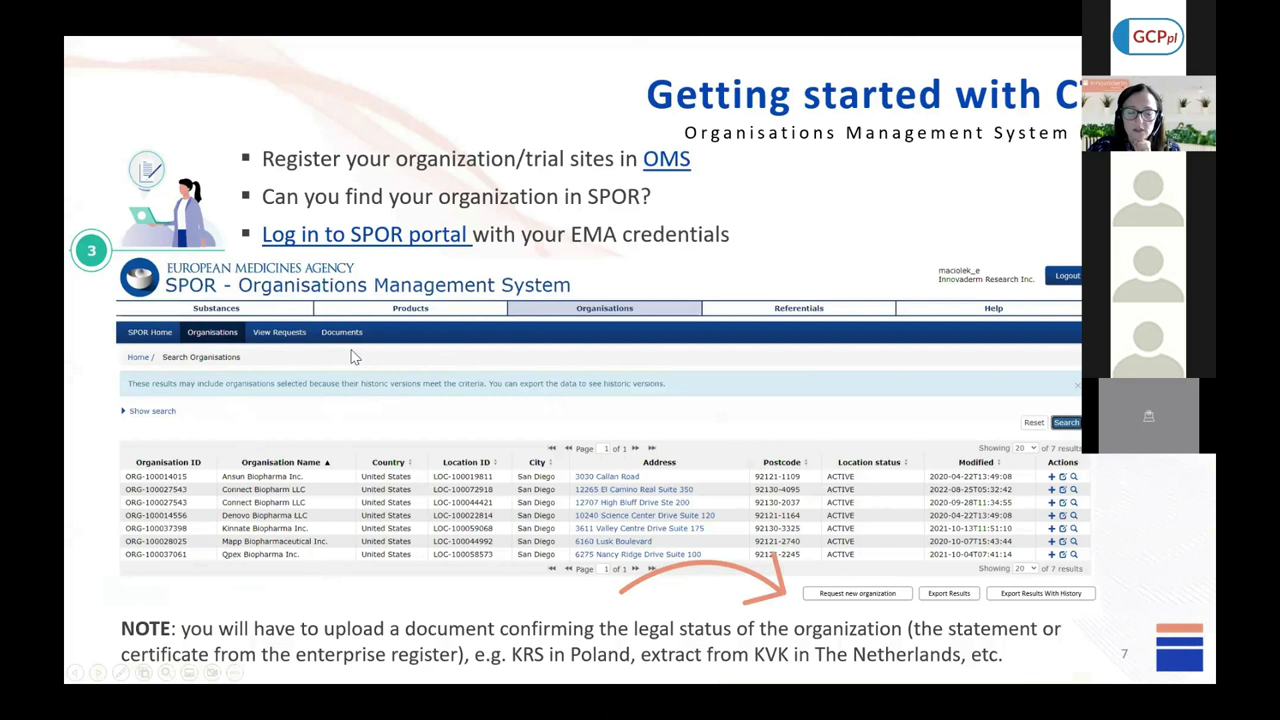 GCPpl
Getting started with C
Organisations Management System
▪ Register your organization/trial sites in OMS
▪ Can you find your organization in SPOR?
▪ Log in to SPOR portal with your EMA credentials
3
EUROPEAN MEDICINES AGENCY
SPOR - Organisations Management System
maciolek_e
Innovaderm Research Inc.
Logout
Substances Products Organisations Referentials Help
SPOR Home Organisations View Requests Documents
Home / Search Organisations
These results may include organisations selected because their historic versions meet the criteria. You can export the data to see historic versions.
Show search
Reset Search
Page 1 of 1 Showing 20 of 7 results
Organisation ID Organisation Name Country Location ID City Address Postcode Location status Modified Actions
ORG-100014015 Ansun Biopharma Inc. United States LOC-100019811 San Diego 3030 Callan Road 92121-1109 ACTIVE 2020-04-22T13:49:08
ORG-100027543 Connect Biopharm LLC United States LOC-100072918 San Diego 12265 El Camino Real Suite 350 92130-4095 ACTIVE 2022-08-25T05:32:42
ORG-100027543 Connect Biopharm LLC United States LOC-100044421 San Diego 12707 High Bluff Drive Ste 200 92130-2037 ACTIVE 2020-09-28T11:34:55
ORG-100014556 Denovo Biopharma LLC United States LOC-100022814 San Diego 10240 Science Center Drive Suite 120 92121-1164 ACTIVE 2020-04-22T13:49:08
ORG-100037398 Kinnate Biopharma Inc. United States LOC-100059068 San Diego 3611 Valley Centre Drive Suite 175 92130-3325 ACTIVE 2021-10-13T11:51:10
ORG-100028025 Mapp Biopharmaceutical Inc. United States LOC-100044992 San Diego 6160 Lusk Boulevard 92121-2740 ACTIVE 2020-10-07T15:43:44
ORG-100037061 Qpex Biopharma Inc. United States LOC-100058573 San Diego 6275 Nancy Ridge Drive Suite 100 92121-2245 ACTIVE 2021-10-04T07:41:14
Page 1 of 1 Showing 20 of 7 results
Request new organization Export Results Export Results With History
NOTE: you will have to upload a document confirming the legal status of the organization (the statement or
certificate from the enterprise register), e.g. KRS in Poland, extract from KVK in The Netherlands, etc.
7